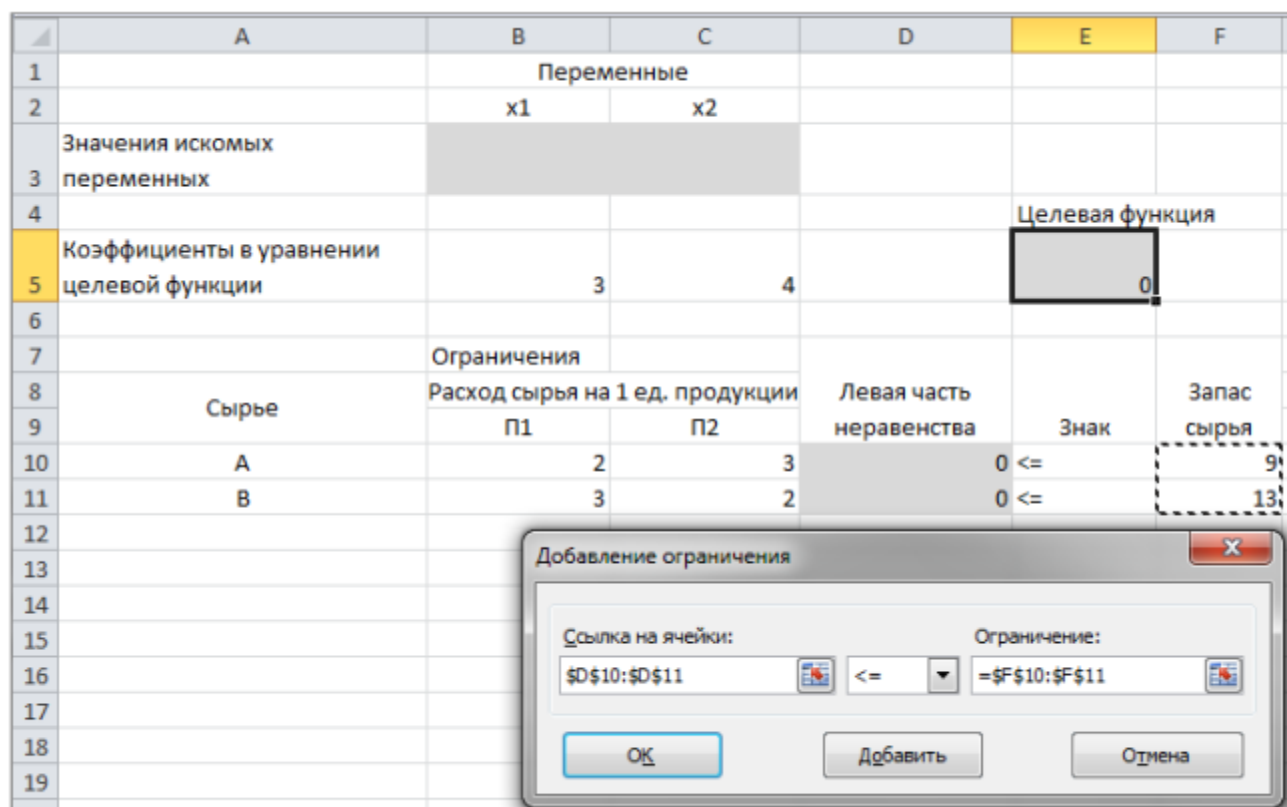 A B C D E F
1 Переменные
2 x1 x2
Значения искомых
3 переменных
4 Целевая функция
Коэффициенты в уравнении
5 целевой функции 3 4 0
6
7 Ограничения
8 Сырье Расход сырья на 1 ед. продукции Левая часть Запас
9 П1 П2 неравенства Знак сырья
10 A 2 3 0 <= 9
11 B 3 2 0 <= 13
12
13 Добавление ограничения
14
15 Ссылка на ячейки: Ограничение:
16 $D$10:$D$11 <= =$F$10:$F$11
17
18 ОК Добавить Отмена
19